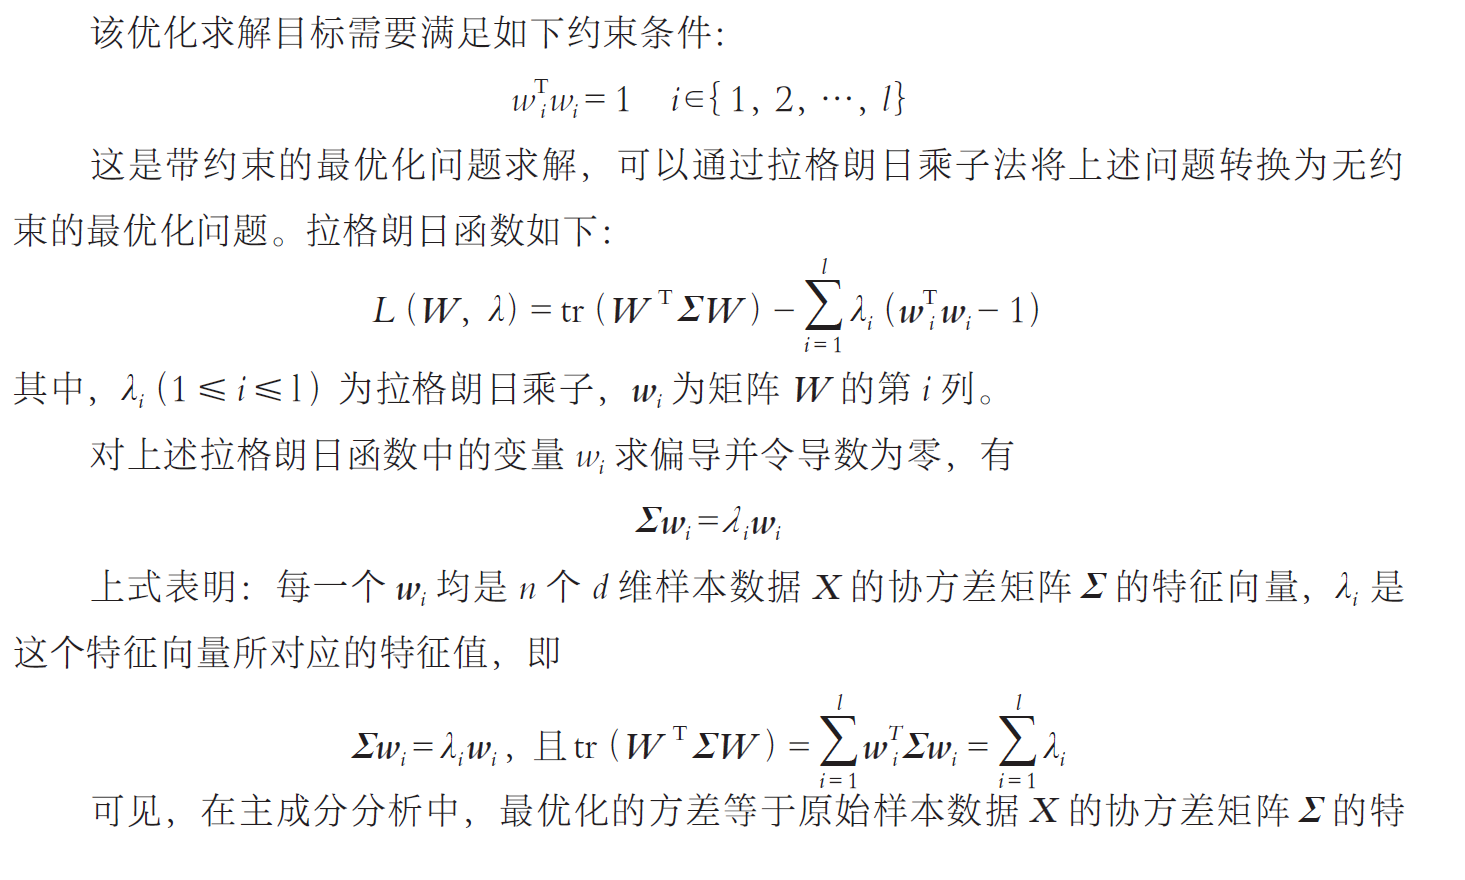 该优化求解目标需要满足如下约束条件：
w_i^T w_i = 1　i∈{1, 2, ⋯, l}
这是带约束的最优化问题求解，可以通过拉格朗日乘子法将上述问题转换为无约
束的最优化问题。拉格朗日函数如下：
L (W, λ) = tr (W^T ΣW) − ∑_{i=1}^{l} λ_i (w_i^T w_i − 1)
其中，λ_i (1 ≤ i ≤ l) 为拉格朗日乘子，w_i 为矩阵 W 的第 i 列。
对上述拉格朗日函数中的变量 w_i 求偏导并令导数为零，有
Σw_i = λ_i w_i
上式表明：每一个 w_i 均是 n 个 d 维样本数据 X 的协方差矩阵 Σ 的特征向量，λ_i 是
这个特征向量所对应的特征值，即
Σw_i = λ_i w_i，且 tr (W^T ΣW) = ∑_{i=1}^{l} w_i^T Σw_i = ∑_{i=1}^{l} λ_i
可见，在主成分分析中，最优化的方差等于原始样本数据 X 的协方差矩阵 Σ 的特